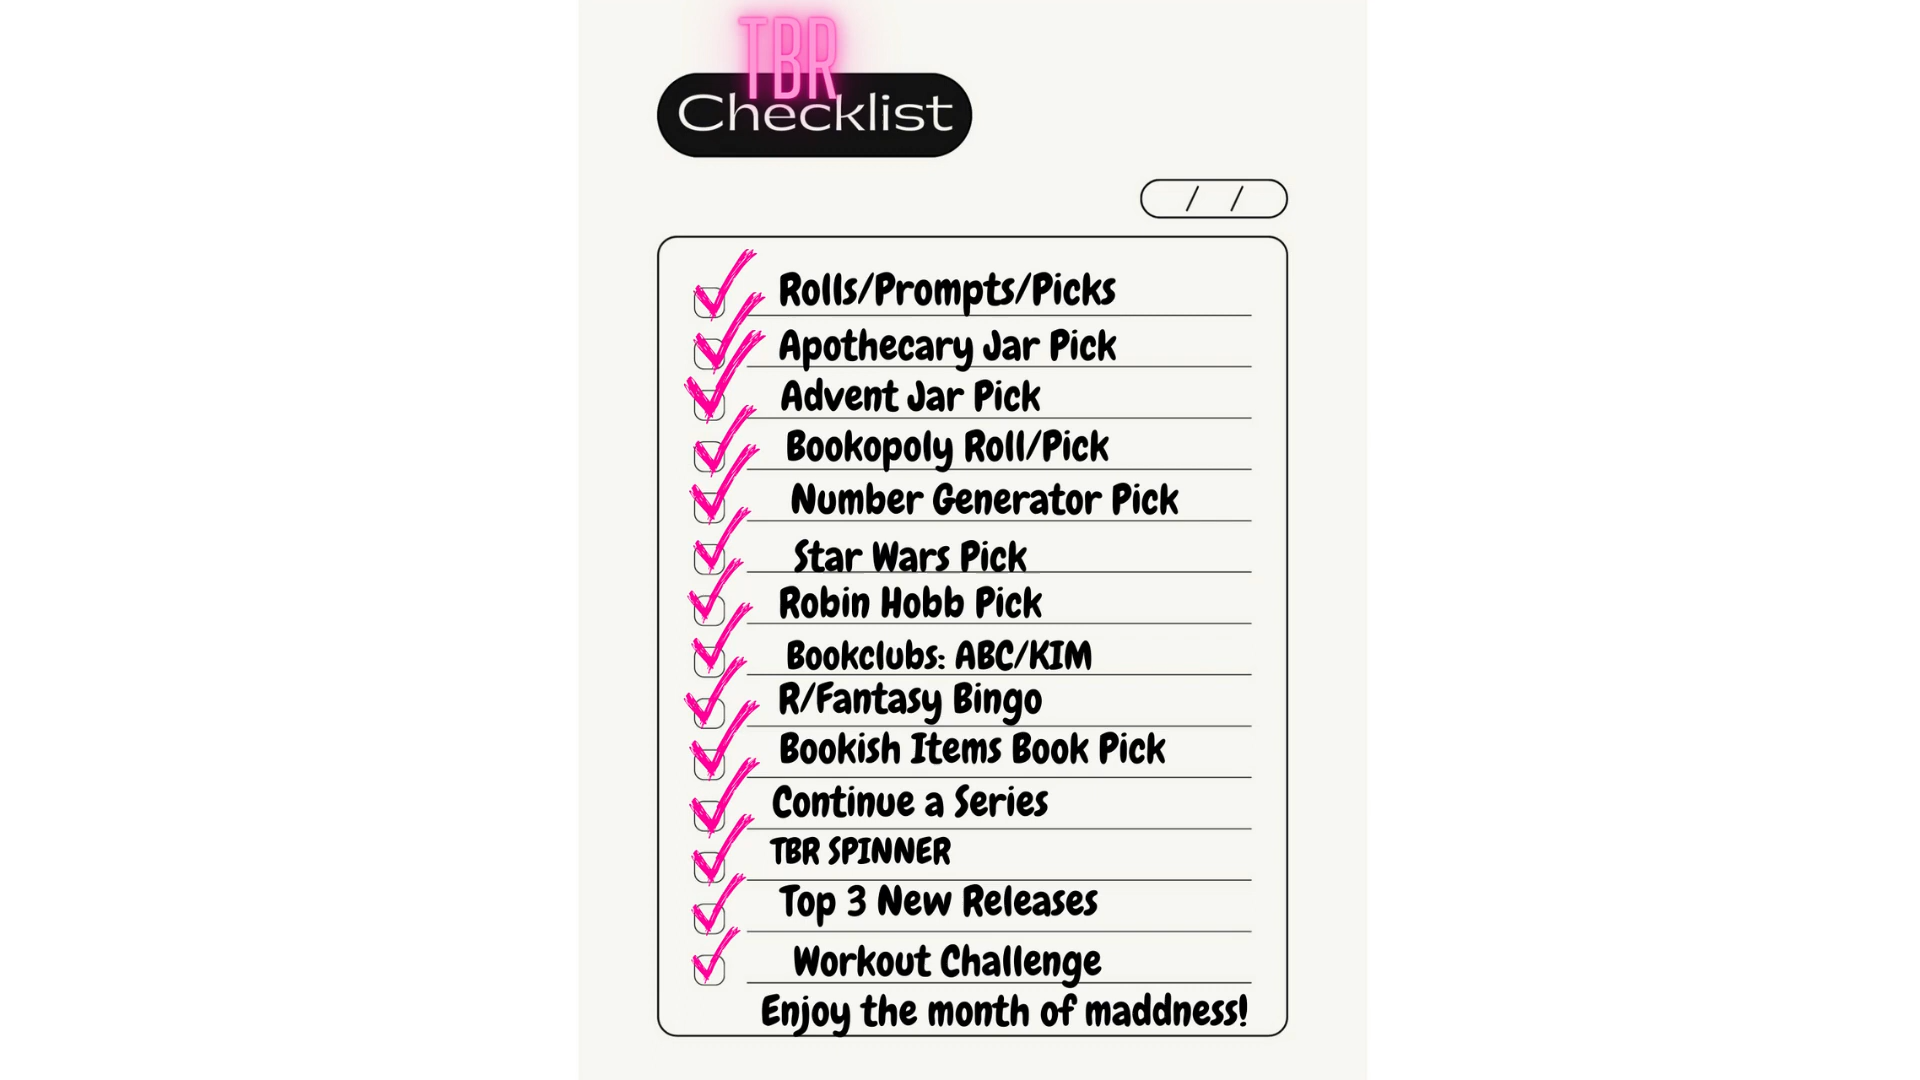 TBR
Checklist
/ /
Rolls/Prompts/Picks
Apothecary Jar Pick
Advent Jar Pick
Bookopoly Roll/Pick
Number Generator Pick
Star Wars Pick
Robin Hobb Pick
Bookclubs: ABC/KIM
R/Fantasy Bingo
Bookish Items Book Pick
Continue a Series
TBR SPINNER
Top 3 New Releases
Workout Challenge
Enjoy the month of maddness!